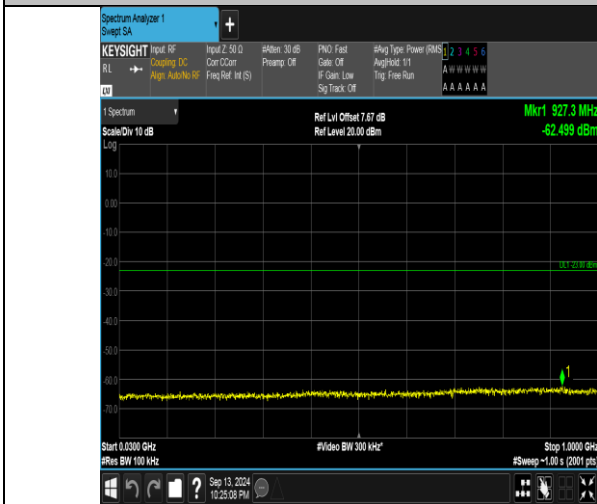 Spectrum Analyzer 1
Swept SA
+
KEYSIGHT
RL
Input: RF
Coupling: DC
Align: Auto/No RF
Input Z: 50 Ω
Corr CCorr
Freq Ref: Int (S)
#Atten: 30 dB
Preamp: Off
PNO: Fast
Gate: Off
IF Gain: Low
Sig Track: Off
#Avg Type: Power (RMS
Avg|Hold: 1/1
Trig: Free Run
1 2 3 4 5 6
A W W W W W
A A A A A A
1 Spectrum
Scale/Div 10 dB
Log
Ref Lvl Offset 7.67 dB
Ref Level 20.00 dBm
Mkr1 927.3 MHz
-62.499 dBm
10.0
0.00
-10.0
-20.0
DL1 -23.00 dBm
-30.0
-40.0
-50.0
-60.0
1
-70.0
Start 0.0300 GHz
#Res BW 100 kHz
#Video BW 300 kHz*
Stop 1.0000 GHz
#Sweep ~1.00 s (2001 pts)
?
Sep 13, 2024
10:25:08 PM